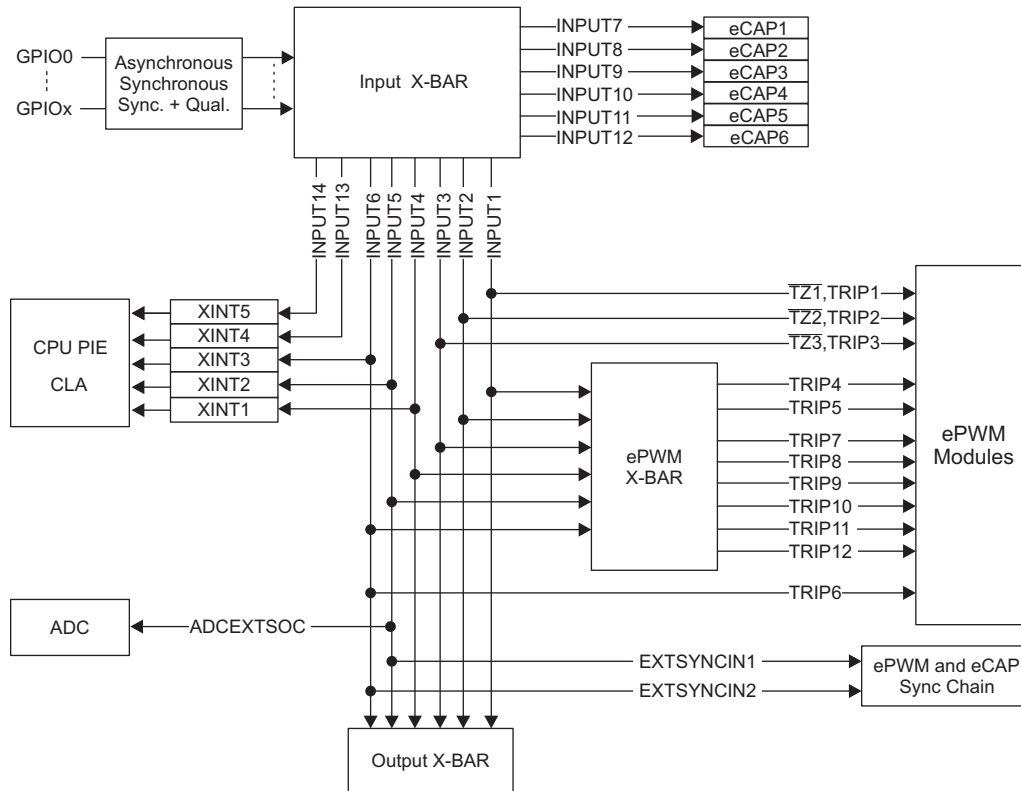 GPIO0
GPIOx
Asynchronous
Synchronous
Sync. + Qual.
Input X-BAR
INPUT7
INPUT8
INPUT9
INPUT10
INPUT11
INPUT12
eCAP1
eCAP2
eCAP3
eCAP4
eCAP5
eCAP6
INPUT14
INPUT13
INPUT6
INPUT5
INPUT4
INPUT3
INPUT2
INPUT1
CPU PIE
CLA
XINT5
XINT4
XINT3
XINT2
XINT1
TZ1,TRIP1
TZ2,TRIP2
TZ3,TRIP3
ePWM
X-BAR
TRIP4
TRIP5
TRIP7
TRIP8
TRIP9
TRIP10
TRIP11
TRIP12
TRIP6
ePWM
Modules
ADC
ADCEXTSOC
EXTSYNCIN1
EXTSYNCIN2
ePWM and eCAP
Sync Chain
Output X-BAR